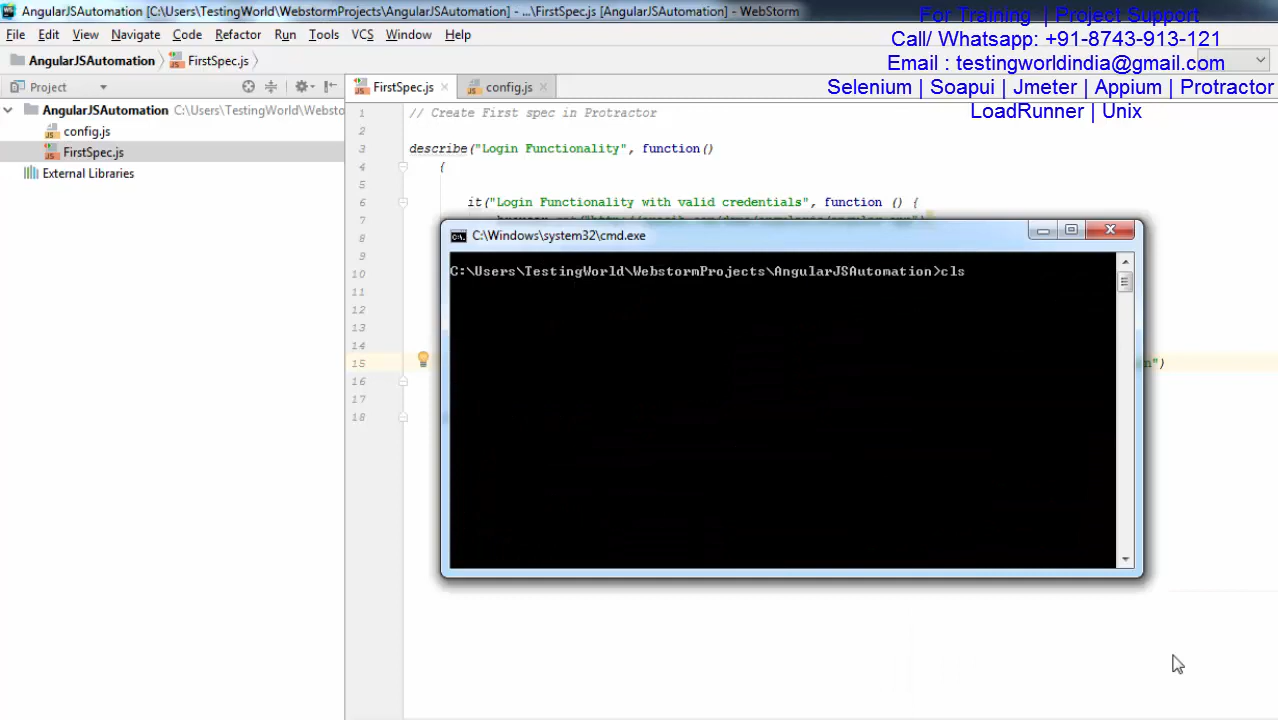 AngularJSAutomation [C:\Users\TestingWorld\WebstormProjects\AngularJSAutomation] - ...\FirstSpec.js [AngularJSAutomation] - WebStorm
For Training | Project Support
Call/ Whatsapp: +91-8743-913-121
Email : testingworldindia@gmail.com
Selenium | Soapui | Jmeter | Appium | Protractor
LoadRunner | Unix
File Edit View Navigate Code Refactor Run Tools VCS Window Help
AngularJSAutomation FirstSpec.js
Project
FirstSpec.js config.js
AngularJSAutomation C:\Users\TestingWorld\Websto
config.js
FirstSpec.js
External Libraries
1 // Create First spec in Protractor
2
3 describe("Login Functionality", function()
4 {
5
6 it("Login Functionality with valid credentials", function () {
7
8
9
10
11
12
13
14
15 n")
16
17
18
C:\Windows\system32\cmd.exe
C:\Users\TestingWorld\WebstormProjects\AngularJSAutomation>cls